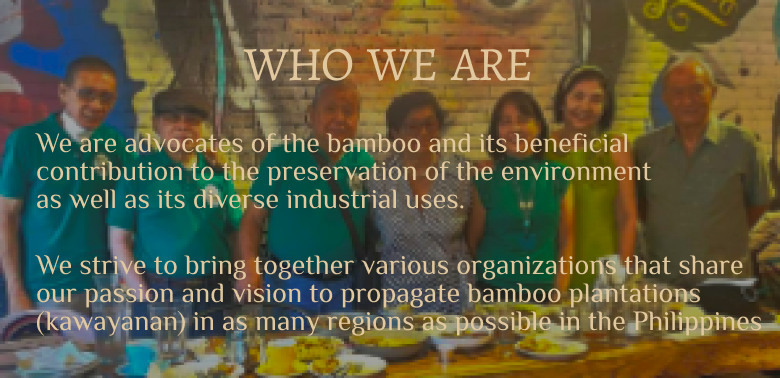 WHO WE ARE
We are advocates of the bamboo and its beneficial
contribution to the preservation of the environment
as well as its diverse industrial uses.
We strive to bring together various organizations that share
our passion and vision to propagate bamboo plantations
(kawayanan) in as many regions as possible in the Philippines